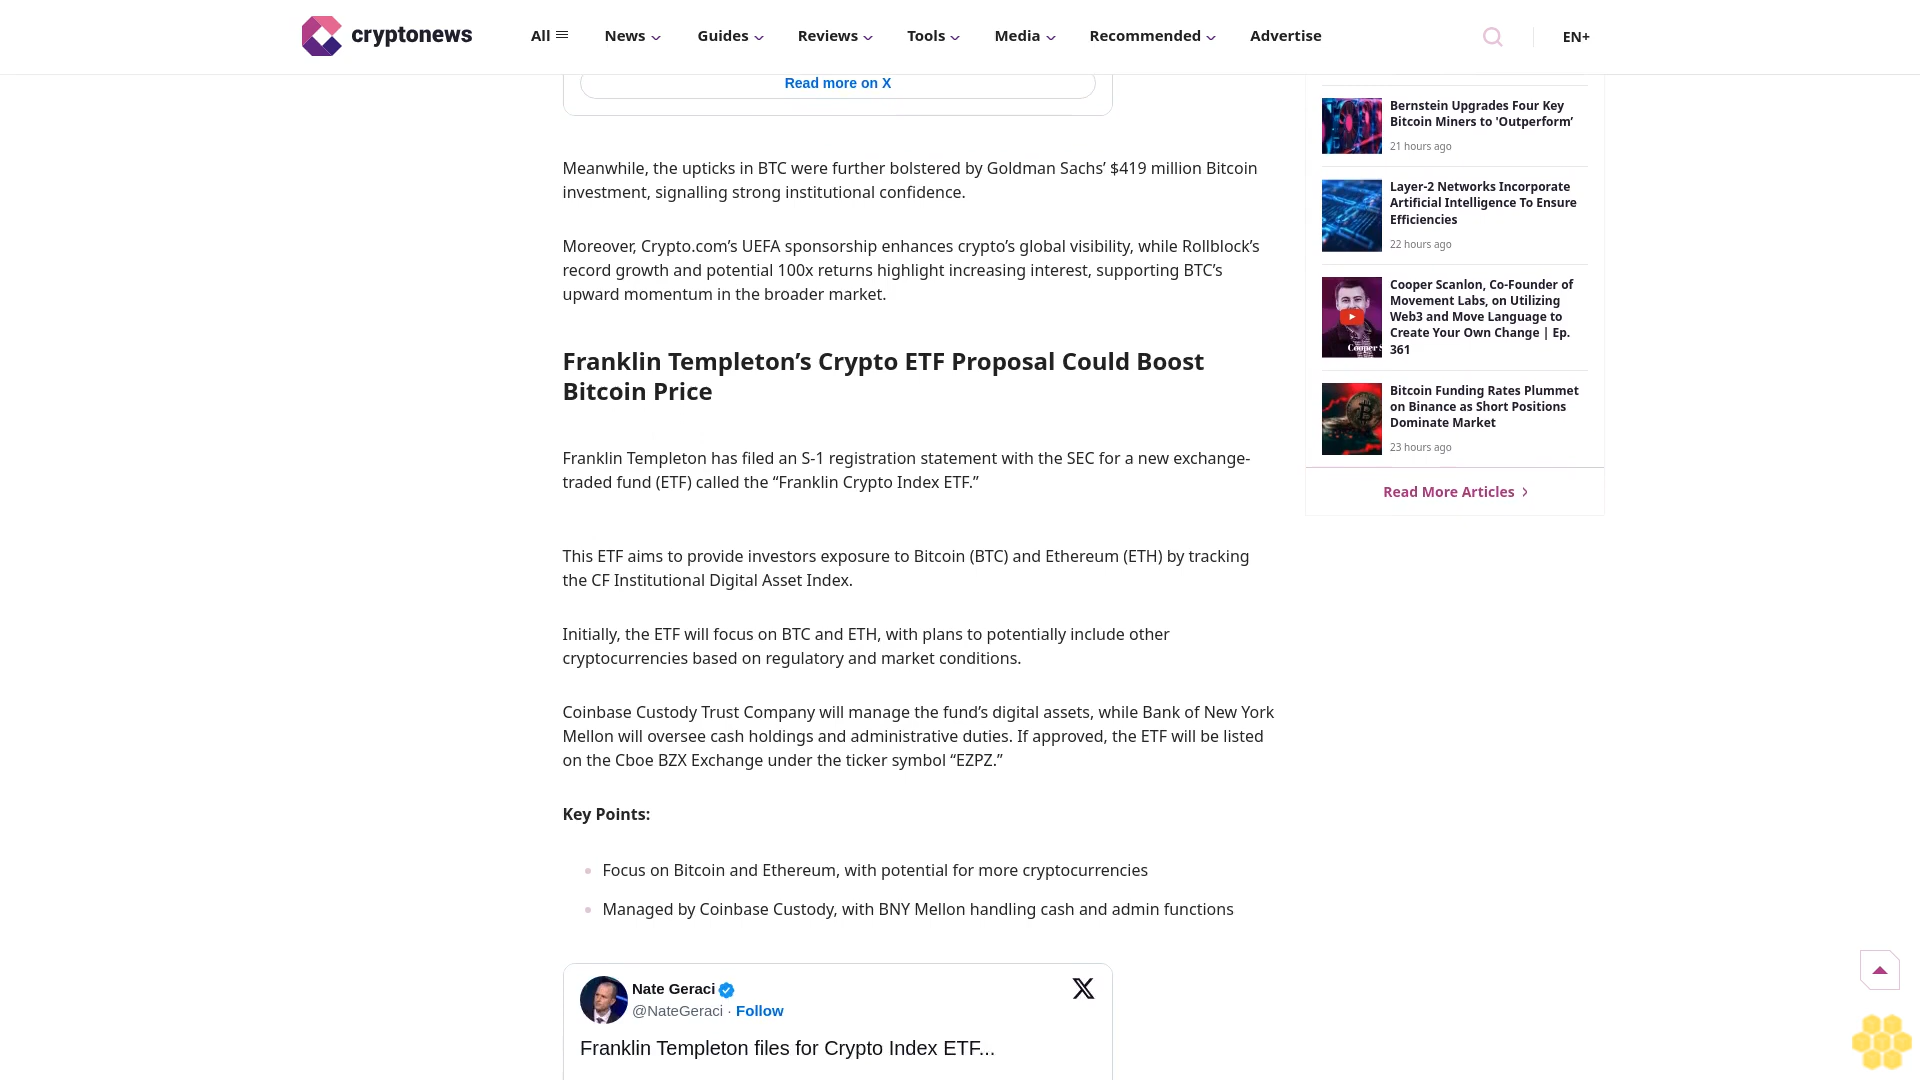 cryptonews
All
News
Guides
Reviews
Tools
Media
Recommended
Advertise
EN+
Read more on X
Meanwhile, the upticks in BTC were further bolstered by Goldman Sachs’ $419 million Bitcoin
investment, signalling strong institutional confidence.
Moreover, Crypto.com’s UEFA sponsorship enhances crypto’s global visibility, while Rollblock’s
record growth and potential 100x returns highlight increasing interest, supporting BTC’s
upward momentum in the broader market.
Franklin Templeton’s Crypto ETF Proposal Could Boost
Bitcoin Price
Franklin Templeton has filed an S-1 registration statement with the SEC for a new exchange-
traded fund (ETF) called the “Franklin Crypto Index ETF.”
This ETF aims to provide investors exposure to Bitcoin (BTC) and Ethereum (ETH) by tracking
the CF Institutional Digital Asset Index.
Initially, the ETF will focus on BTC and ETH, with plans to potentially include other
cryptocurrencies based on regulatory and market conditions.
Coinbase Custody Trust Company will manage the fund’s digital assets, while Bank of New York
Mellon will oversee cash holdings and administrative duties. If approved, the ETF will be listed
on the Cboe BZX Exchange under the ticker symbol “EZPZ.”
Key Points:
Focus on Bitcoin and Ethereum, with potential for more cryptocurrencies
Managed by Coinbase Custody, with BNY Mellon handling cash and admin functions
Nate Geraci
@NateGeraci · Follow
Franklin Templeton files for Crypto Index ETF...
Bernstein Upgrades Four Key
Bitcoin Miners to 'Outperform’
21 hours ago
Layer-2 Networks Incorporate
Artificial Intelligence To Ensure
Efficiencies
22 hours ago
Cooper S
Cooper Scanlon, Co-Founder of
Movement Labs, on Utilizing
Web3 and Move Language to
Create Your Own Change | Ep.
361
Bitcoin Funding Rates Plummet
on Binance as Short Positions
Dominate Market
23 hours ago
Read More Articles